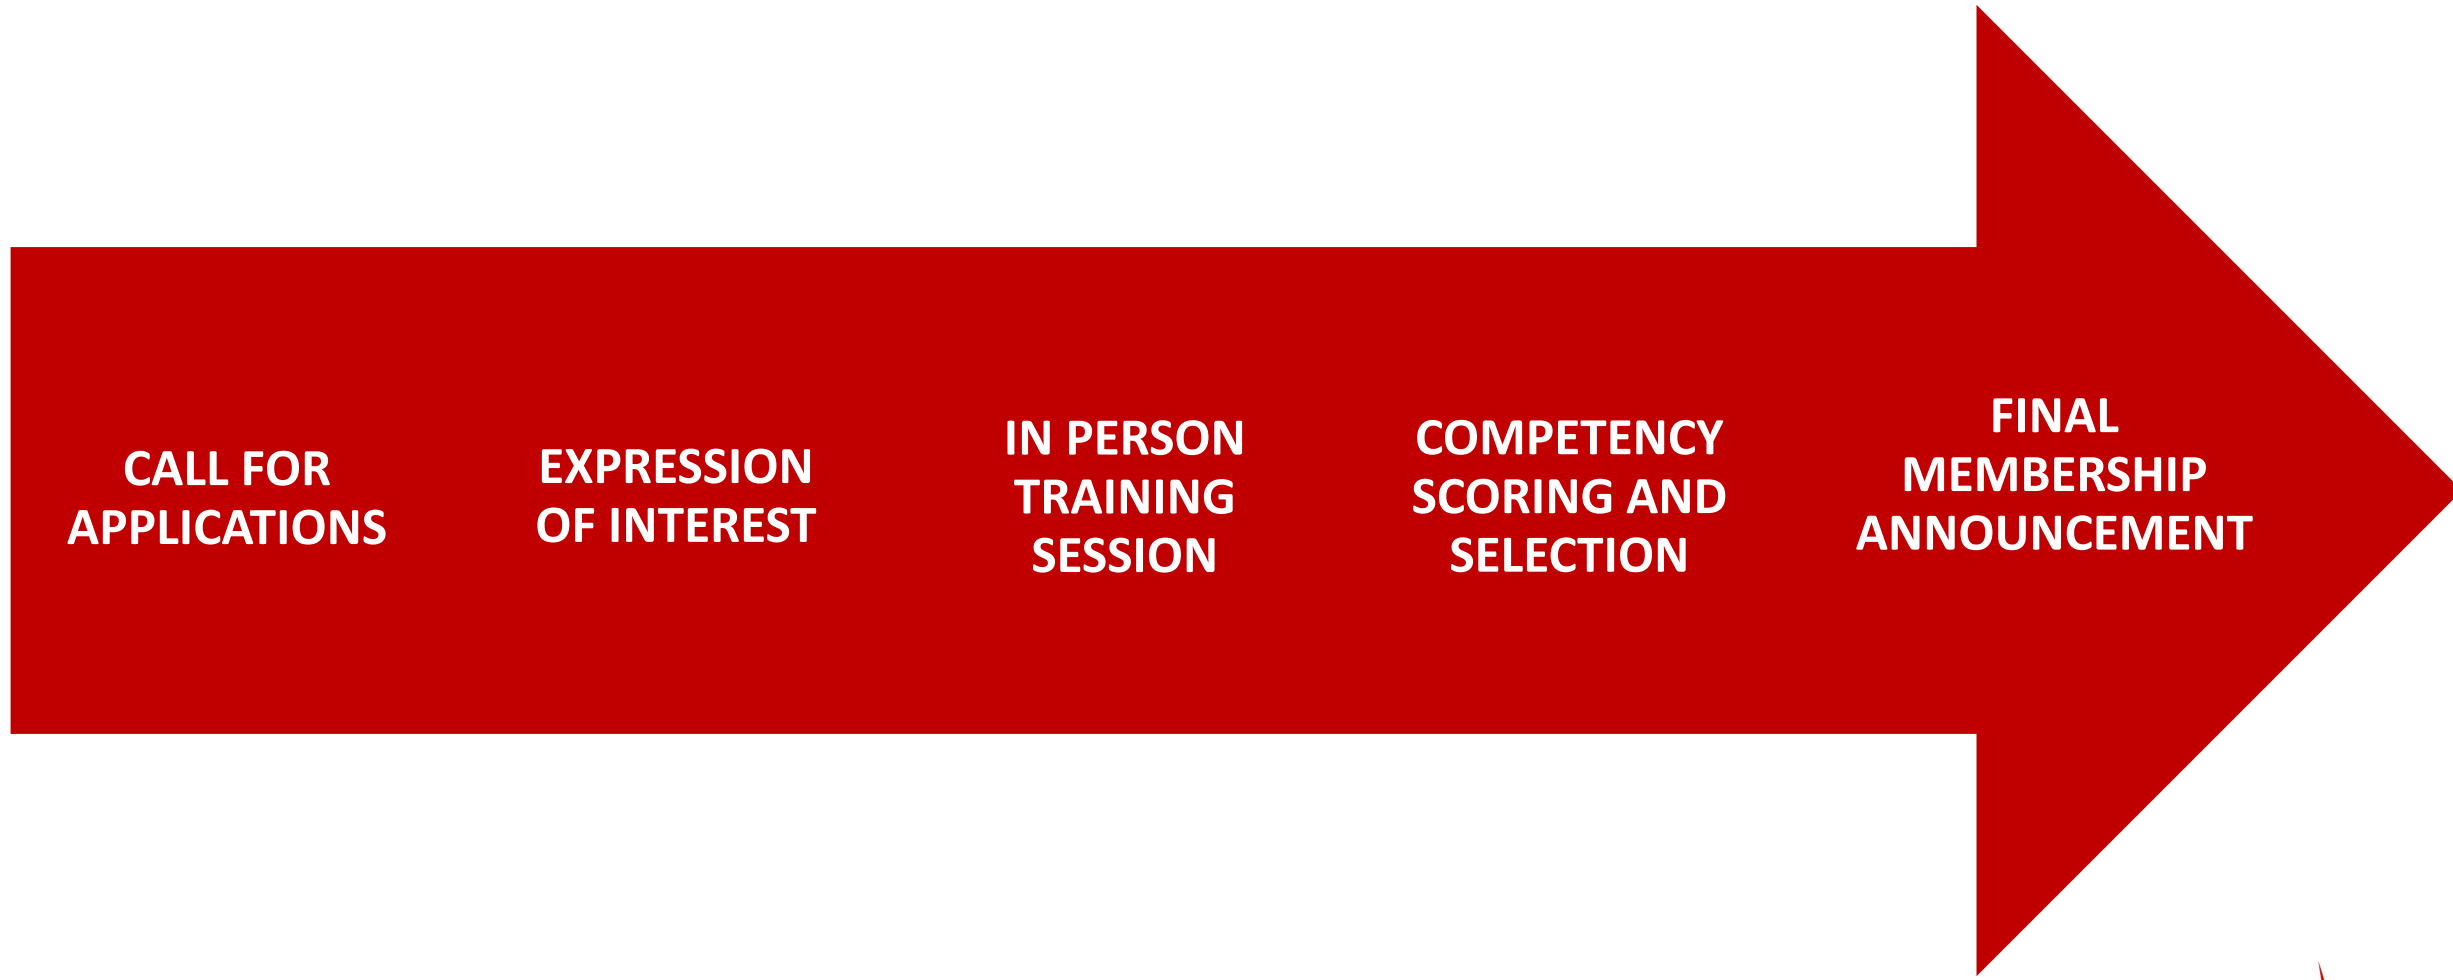 CALL FOR
APPLICATIONS
EXPRESSION
OF INTEREST
IN PERSON
TRAINING
SESSION
COMPETENCY
SCORING AND
SELECTION
FINAL
MEMBERSHIP
ANNOUNCEMENT